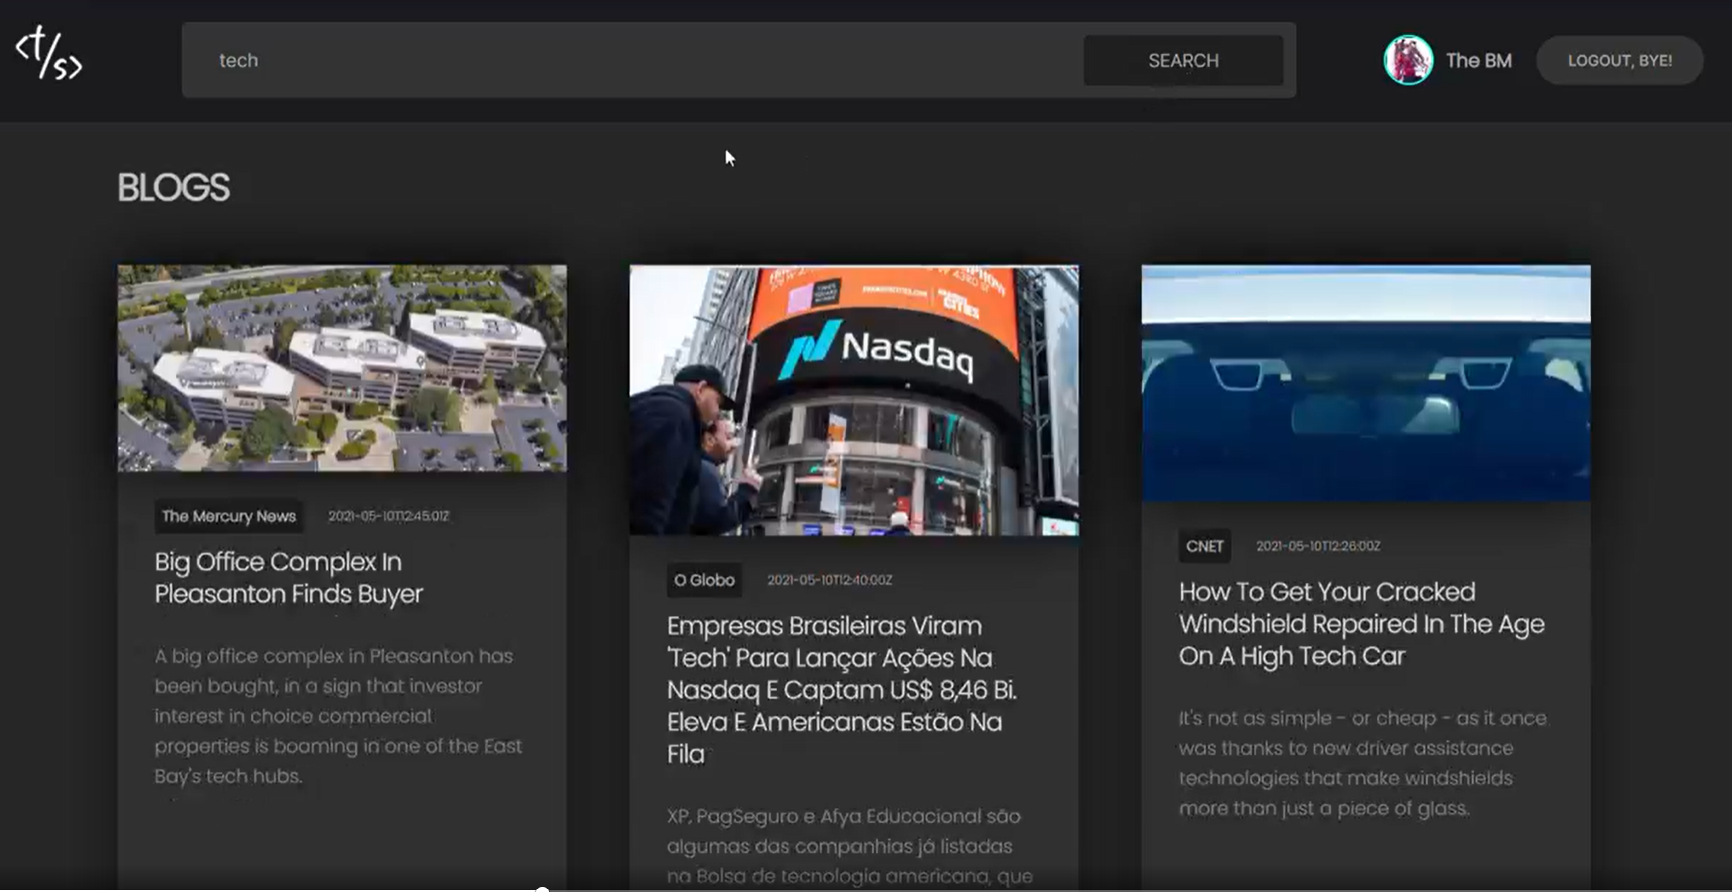 <t/s>
tech
SEARCH
The BM
LOGOUT, BYE!
BLOGS
Nasdaq
CITIES
The Mercury News 2021-05-10T12:45:01Z
Big Office Complex In
Pleasanton Finds Buyer
A big office complex in Pleasanton has
been bought, in a sign that investor
interest in choice commercial
properties is boaming in one of the East
Bay's tech hubs.
O Globo 2021-05-10T12:40:00Z
Empresas Brasileiras Viram
'Tech' Para Lançar Ações Na
Nasdaq E Captam US$ 8,46 Bi.
Eleva E Americanas Estão Na
Fila
XP, PagSeguro e Afya Educacional são
algumas das companhias já listadas
na Bolsa de tecnologia americana, que
CNET 2021-05-10T12:26:00Z
How To Get Your Cracked
Windshield Repaired In The Age
On A High Tech Car
It's not as simple - or cheap - as it once
was thanks to new driver assistance
technologies that make windshields
more than just a piece of glass.